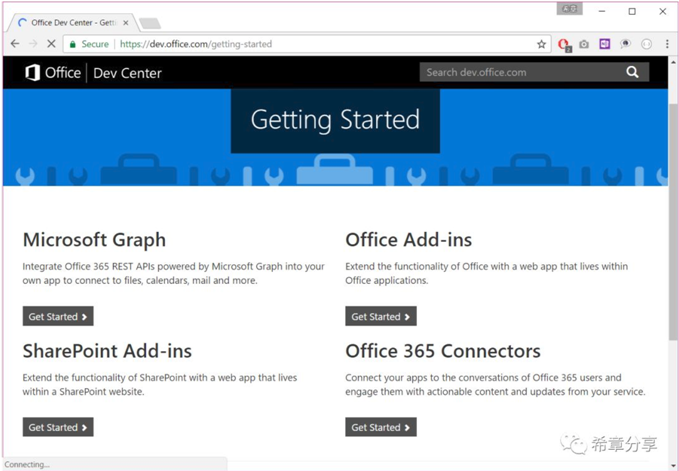 Office Dev Center - Gett
Secure https://dev.office.com/getting-started
Office Dev Center Search dev.office.com
Getting Started
Microsoft Graph
Integrate Office 365 REST APIs powered by Microsoft Graph into your
own app to connect to files, calendars, mail and more.
Get Started
Office Add-ins
Extend the functionality of Office with a web app that lives within
Office applications.
Get Started
SharePoint Add-ins
Extend the functionality of SharePoint with a web app that lives
within a SharePoint website.
Get Started
Office 365 Connectors
Connect your apps to the conversations of Office 365 users and
engage them with actionable content and updates from your service.
Get Started
希章分享
Connecting...